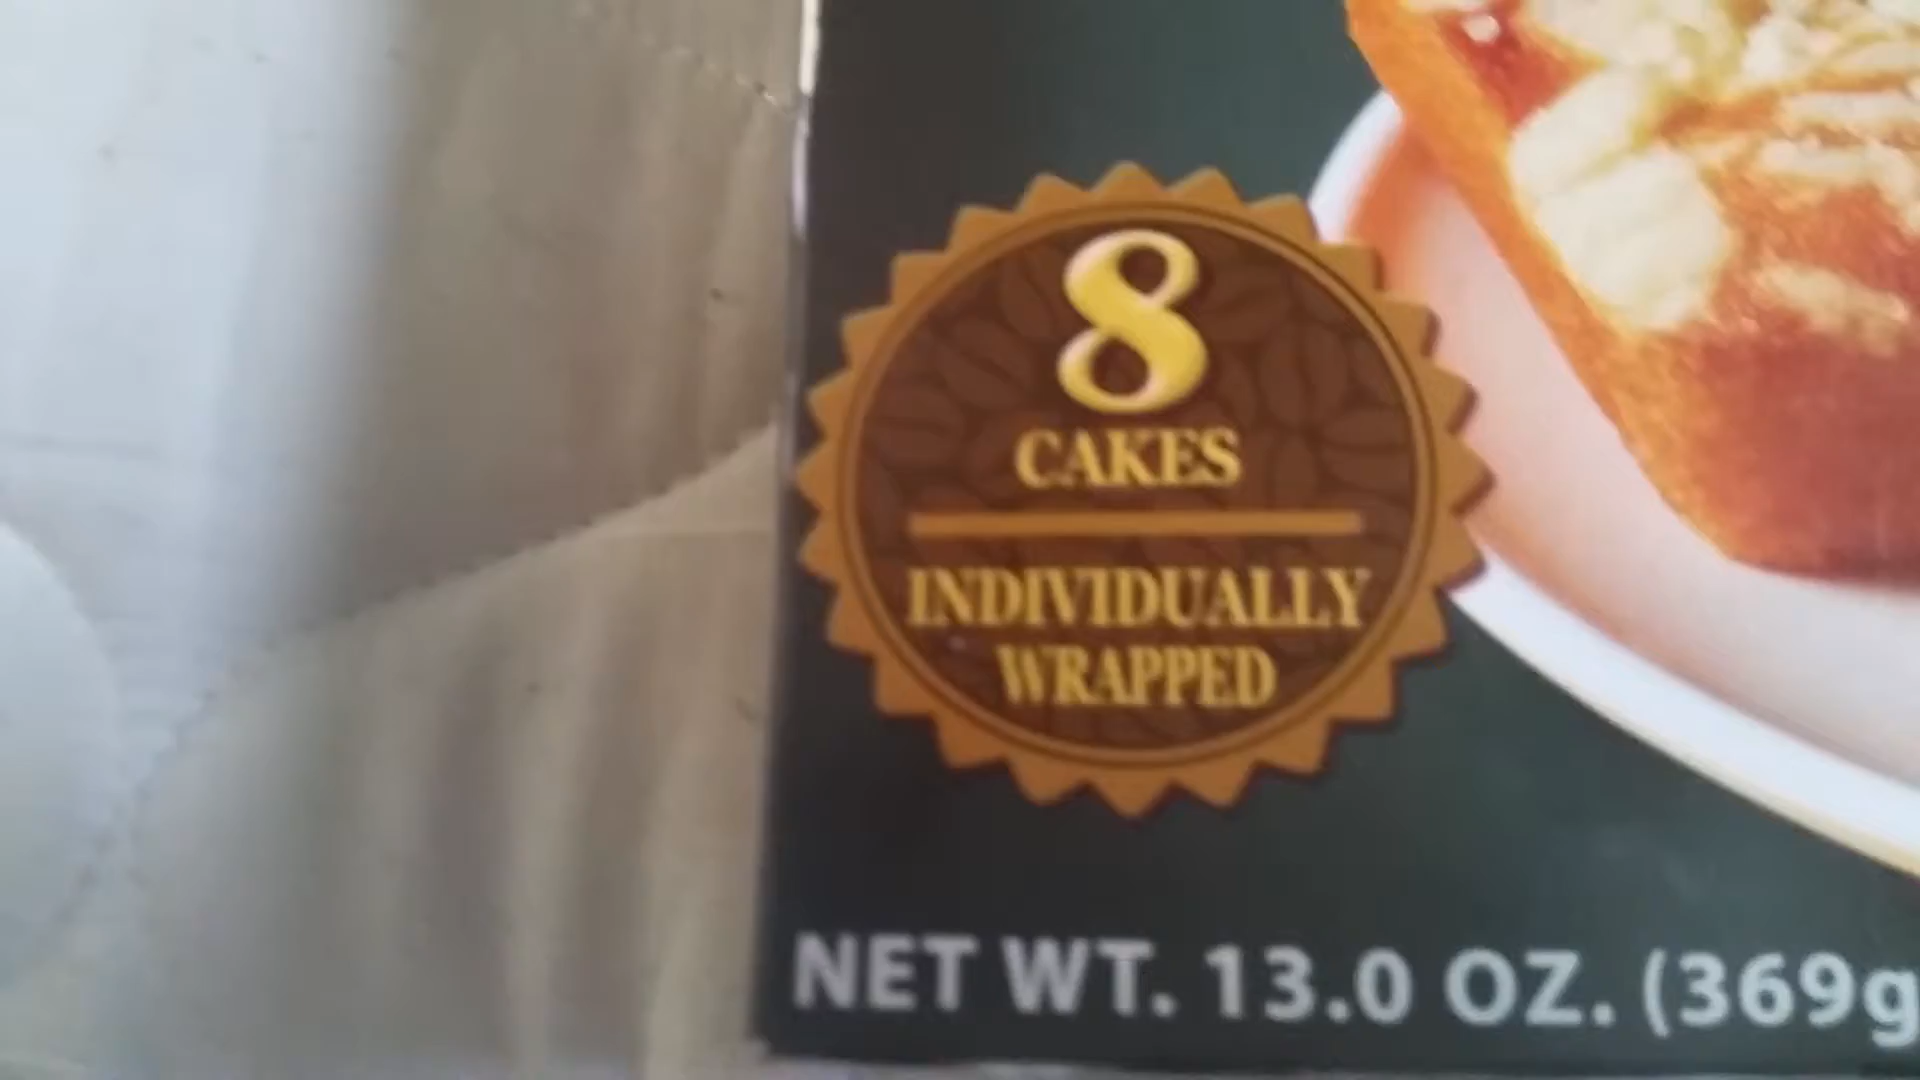 8
CAKES
INDIVIDUALLY
WRAPPED
NET WT. 13.0 OZ. (369g